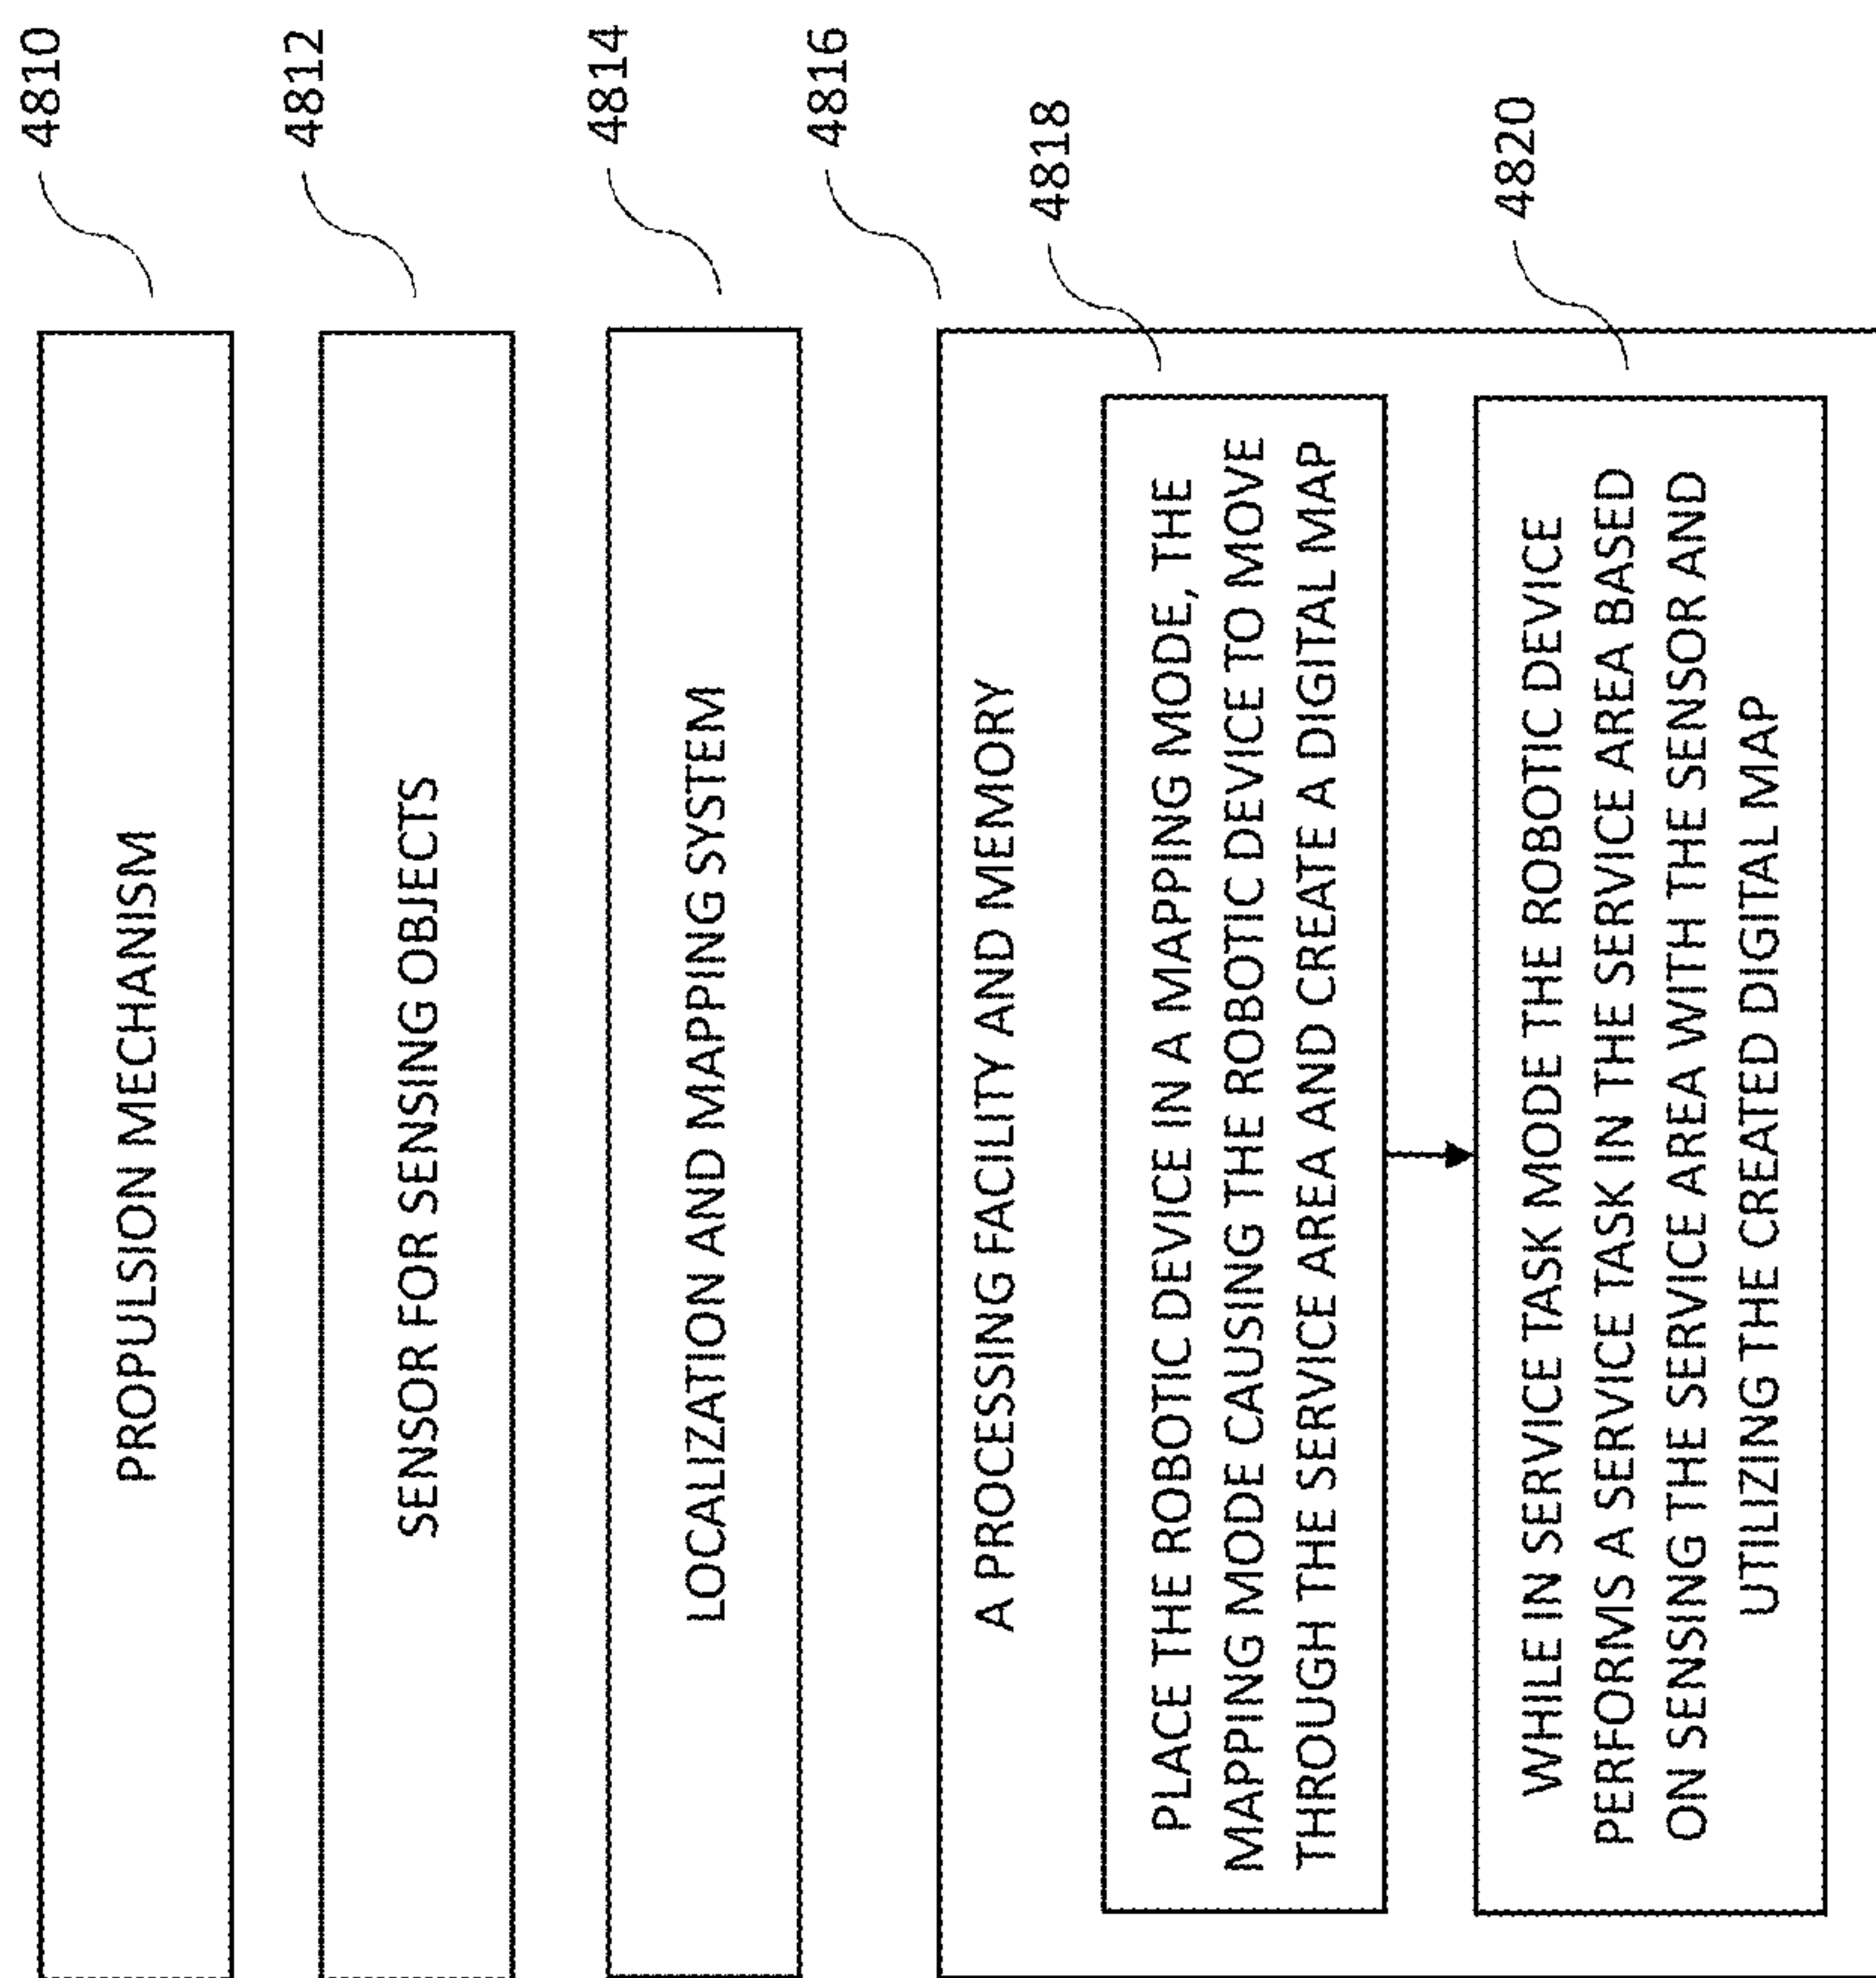 4810
PROPULSION MECHANISM
4812
SENSOR FOR SENSING OBJECTS
4814
LOCALIZATION AND MAPPING SYSTEM
4816
A PROCESSING FACILITY AND MEMORY
4818
PLACE THE ROBOTIC DEVICE IN A MAPPING MODE, THE
MAPPING MODE CAUSING THE ROBOTIC DEVICE TO MOVE
THROUGH THE SERVICE AREA AND CREATE A DIGITAL MAP
4820
WHILE IN SERVICE TASK MODE THE ROBOTIC DEVICE
PERFORMS A SERVICE TASK IN THE SERVICE AREA BASED
ON SENSING THE SERVICE AREA WITH THE SENSOR AND
UTILIZING THE CREATED DIGITAL MAP